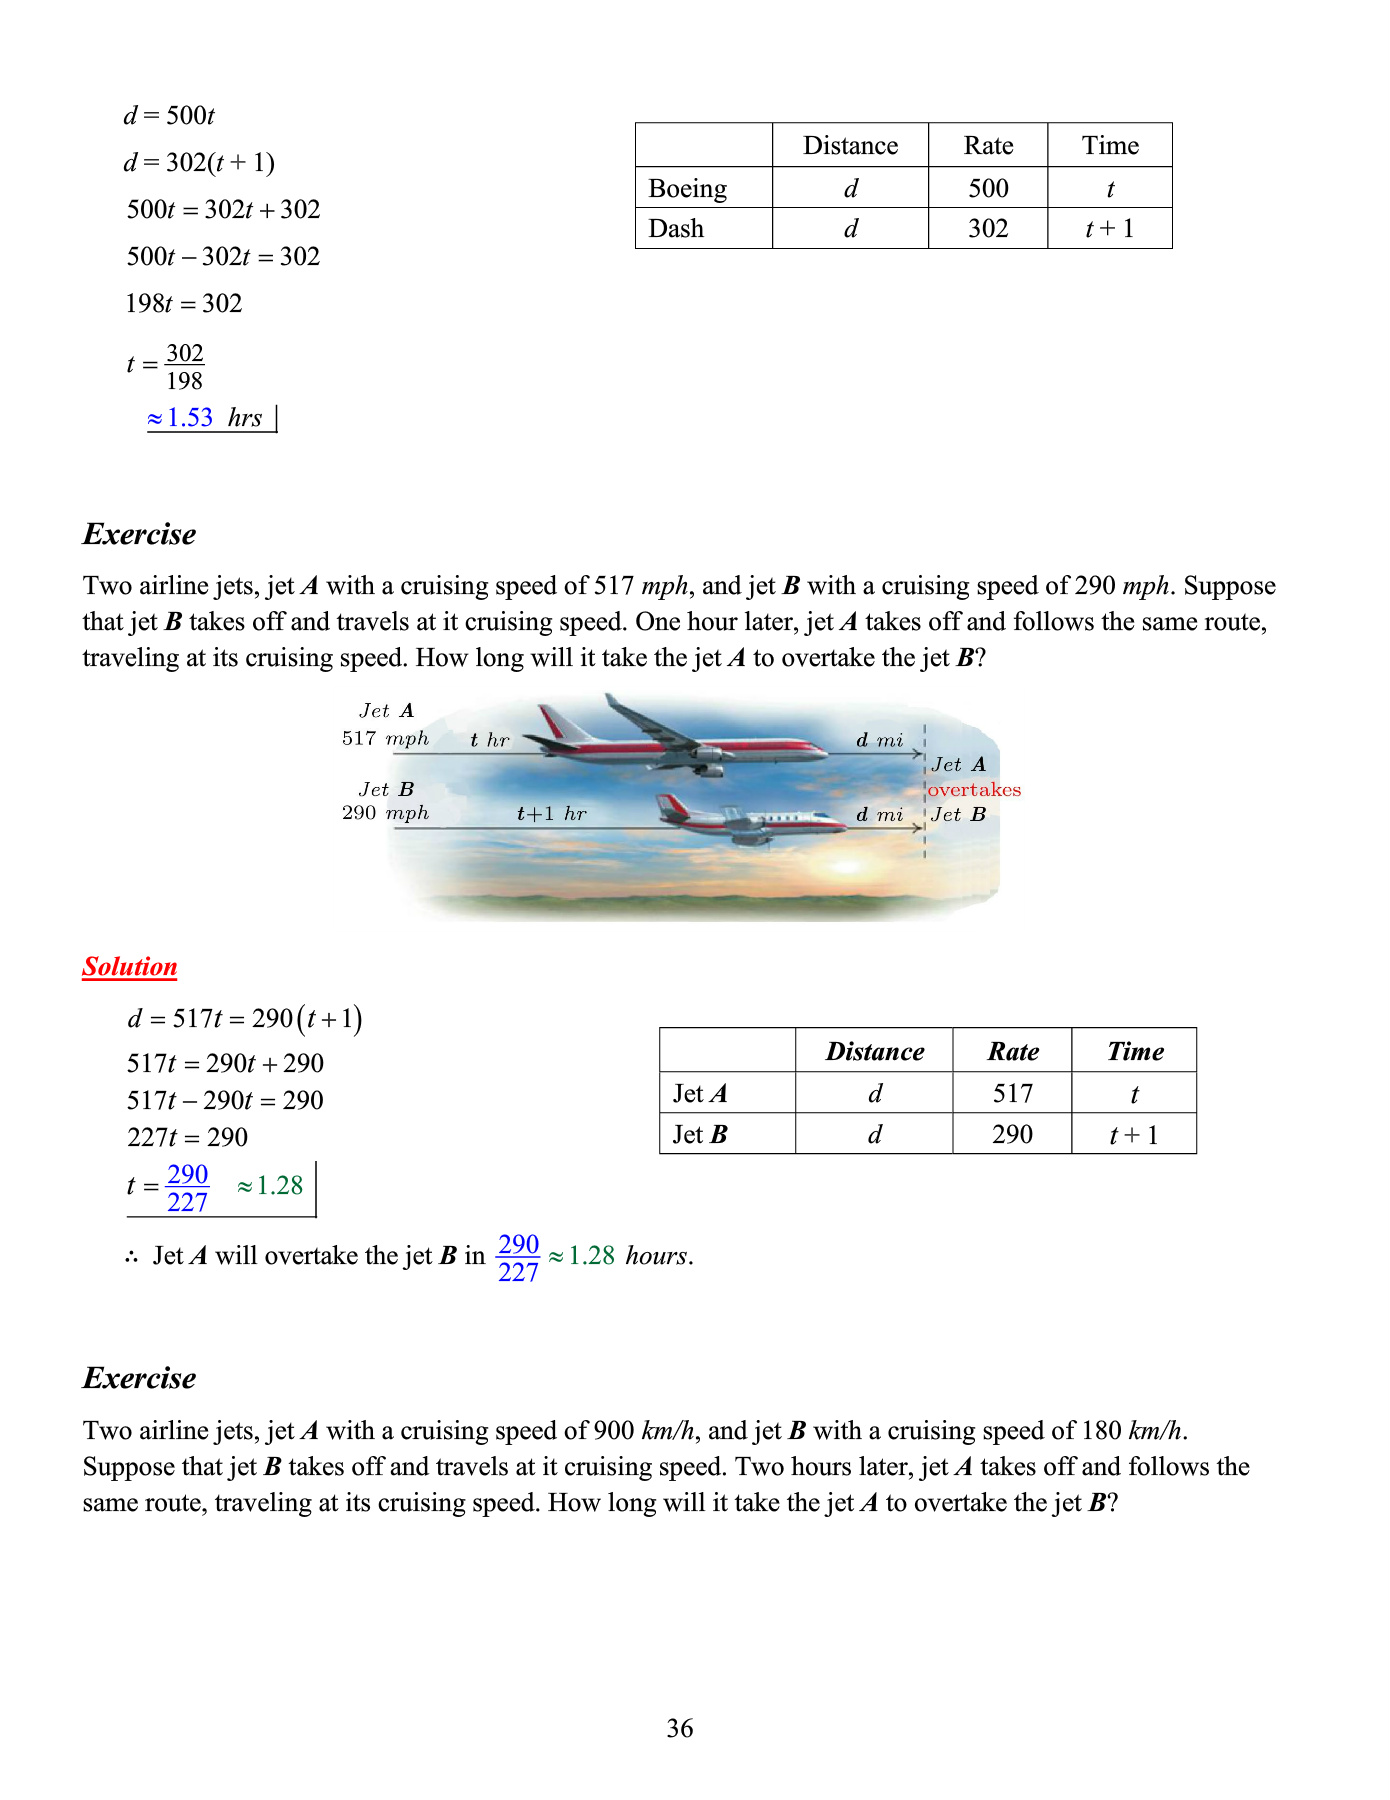 d = 500t
d = 302(t + 1)
500t = 302t + 302
500t – 302t = 302
198t = 302
t = 302/198
≈ 1.53 hrs
Distance Rate Time
Boeing d 500 t
Dash d 302 t + 1
Exercise
Two airline jets, jet A with a cruising speed of 517 mph, and jet B with a cruising speed of 290 mph. Suppose
that jet B takes off and travels at it cruising speed. One hour later, jet A takes off and follows the same route,
traveling at its cruising speed. How long will it take the jet A to overtake the jet B?
Jet A
517 mph t hr d mi
Jet A
Jet B overtakes
290 mph t+1 hr d mi Jet B
Solution
d = 517t = 290(t + 1)
517t = 290t + 290
517t – 290t = 290
227t = 290
t = 290/227 ≈ 1.28
Distance Rate Time
Jet A d 517 t
Jet B d 290 t + 1
∴ Jet A will overtake the jet B in 290/227 ≈ 1.28 hours.
Exercise
Two airline jets, jet A with a cruising speed of 900 km/h, and jet B with a cruising speed of 180 km/h.
Suppose that jet B takes off and travels at it cruising speed. Two hours later, jet A takes off and follows the
same route, traveling at its cruising speed. How long will it take the jet A to overtake the jet B?
36